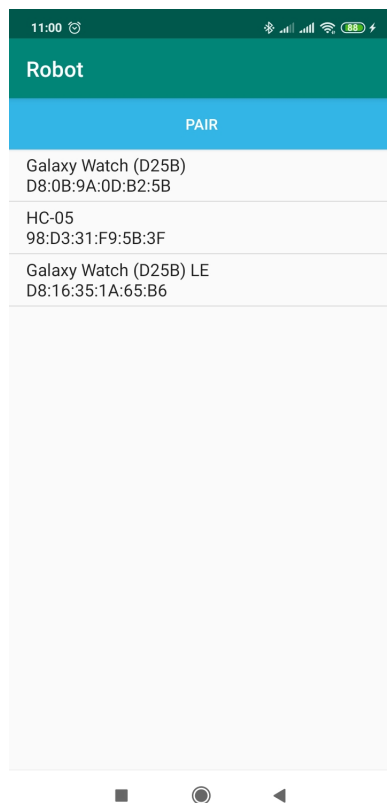 11:00 88
Robot
PAIR
Galaxy Watch (D25B)
D8:0B:9A:0D:B2:5B
HC-05
98:D3:31:F9:5B:3F
Galaxy Watch (D25B) LE
D8:16:35:1A:65:B6